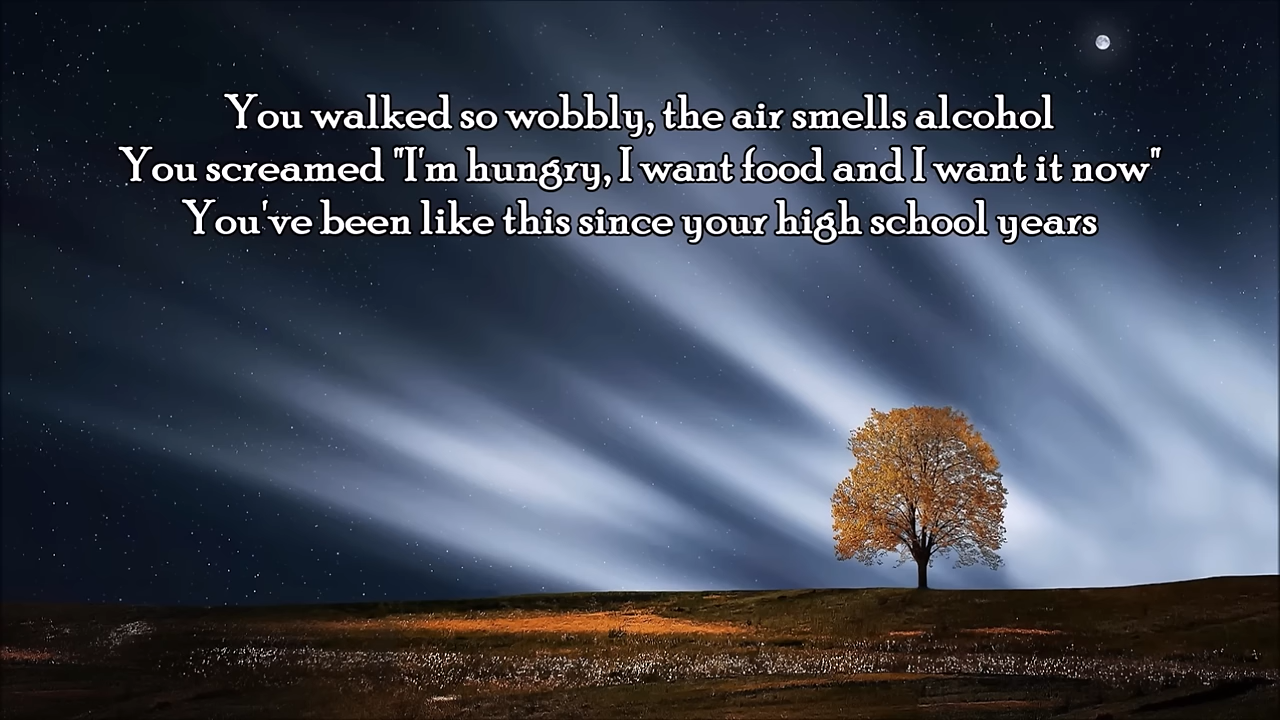 You walked so wobbly, the air smells alcohol
You screamed "I'm hungry, I want food and I want it now"
You've been like this since your high school years